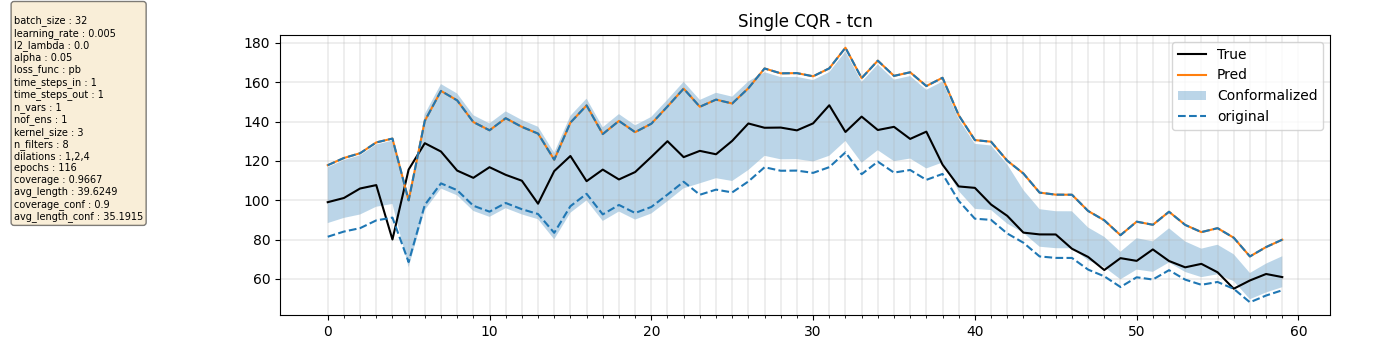 Single CQR - tcn
batch_size : 32
learning_rate : 0.005
l2_lambda : 0.0
alpha : 0.05
loss_func : pb
time_steps_in : 1
time_steps_out : 1
n_vars : 1
nof_ens : 1
kernel_size : 3
n_filters : 8
dilations : 1,2,4
epochs : 116
coverage : 0.9667
avg_length : 39.6249
coverage_conf : 0.9
avg_length_conf : 35.1915
180
160
140
120
100
80
60
True
Pred
Conformalized
original
0 10 20 30 40 50 60